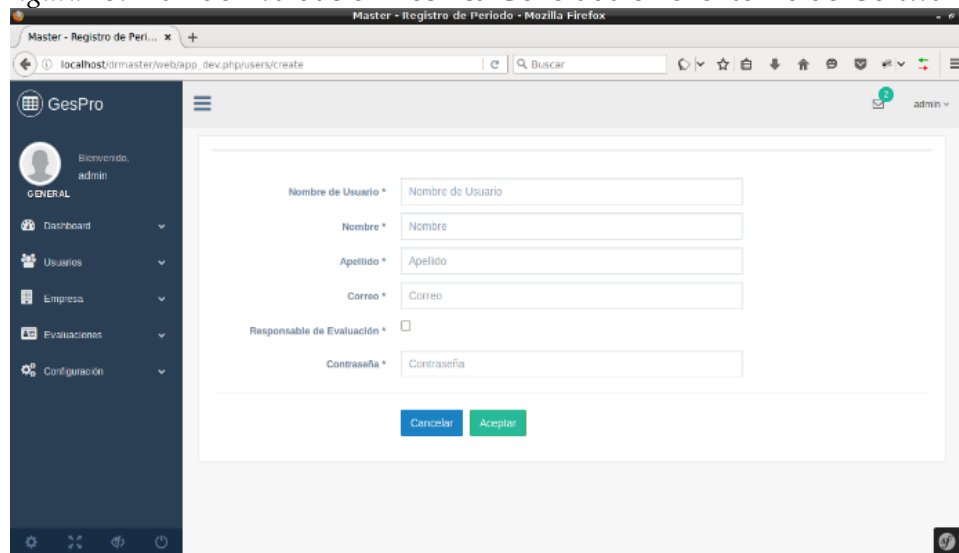 Master - Registro de Periodo - Mozilla Firefox
Master - Registro de Peri... × +
localhost/drmaster/web/app_dev.php/users/create Buscar
GesPro 2 admin
Bienvenido,
admin
GENERAL
Nombre de Usuario * Nombre de Usuario
Dashboard Nombre * Nombre
Usuarios Apellido * Apellido
Empresa Correo * Correo
Evaluaciones Responsable de Evaluación *
Configuración Contraseña * Contraseña
Cancelar Aceptar